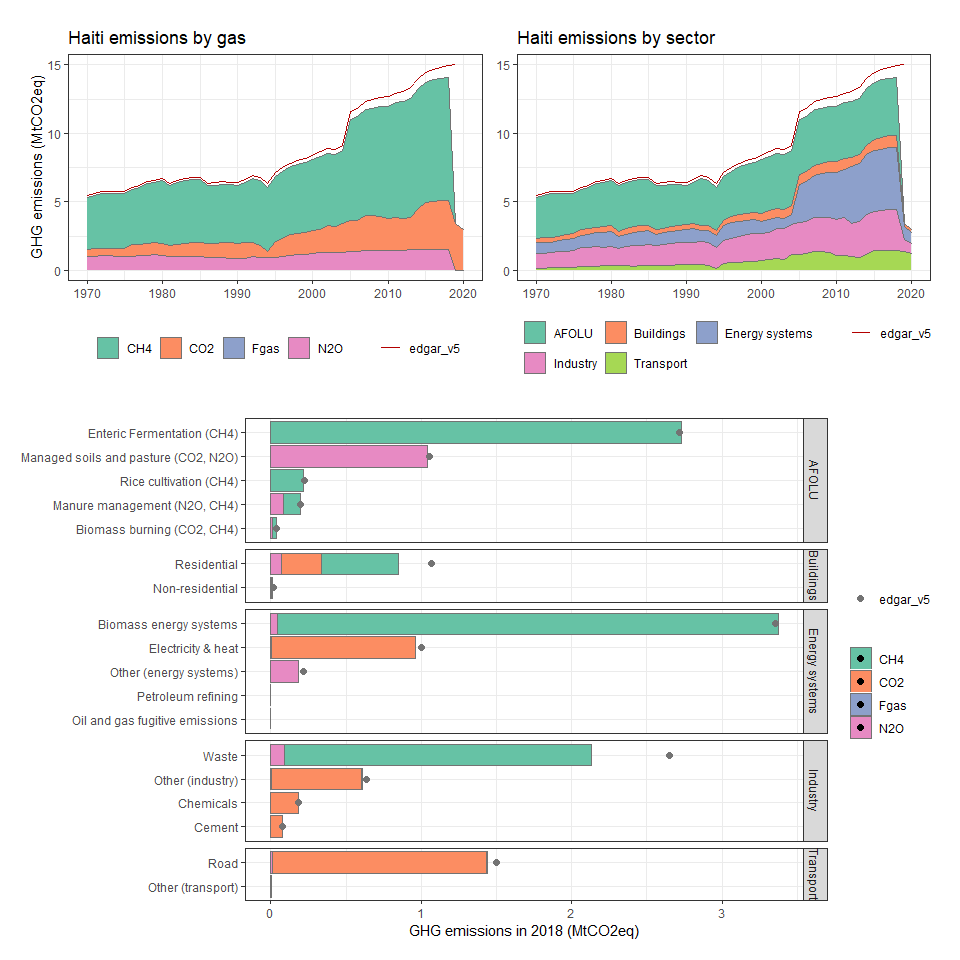 Haiti emissions by gas
GHG emissions (MtCO2eq)
15
10
5
0
1970 1980 1990 2000 2010 2020
CH4 CO2 Fgas N2O edgar_v5
Haiti emissions by sector
15
10
5
0
1970 1980 1990 2000 2010 2020
AFOLU Buildings Energy systems edgar_v5
Industry Transport
Enteric Fermentation (CH4)
Managed soils and pasture (CO2, N2O)
Rice cultivation (CH4)
Manure management (N2O, CH4)
Biomass burning (CO2, CH4)
AFOLU
Residential
Non-residential
Buildings
Biomass energy systems
Electricity & heat
Other (energy systems)
Petroleum refining
Oil and gas fugitive emissions
Energy systems
Waste
Other (industry)
Chemicals
Cement
Industry
Road
Other (transport)
Transport
0 1 2 3
GHG emissions in 2018 (MtCO2eq)
edgar_v5
CH4
CO2
Fgas
N2O